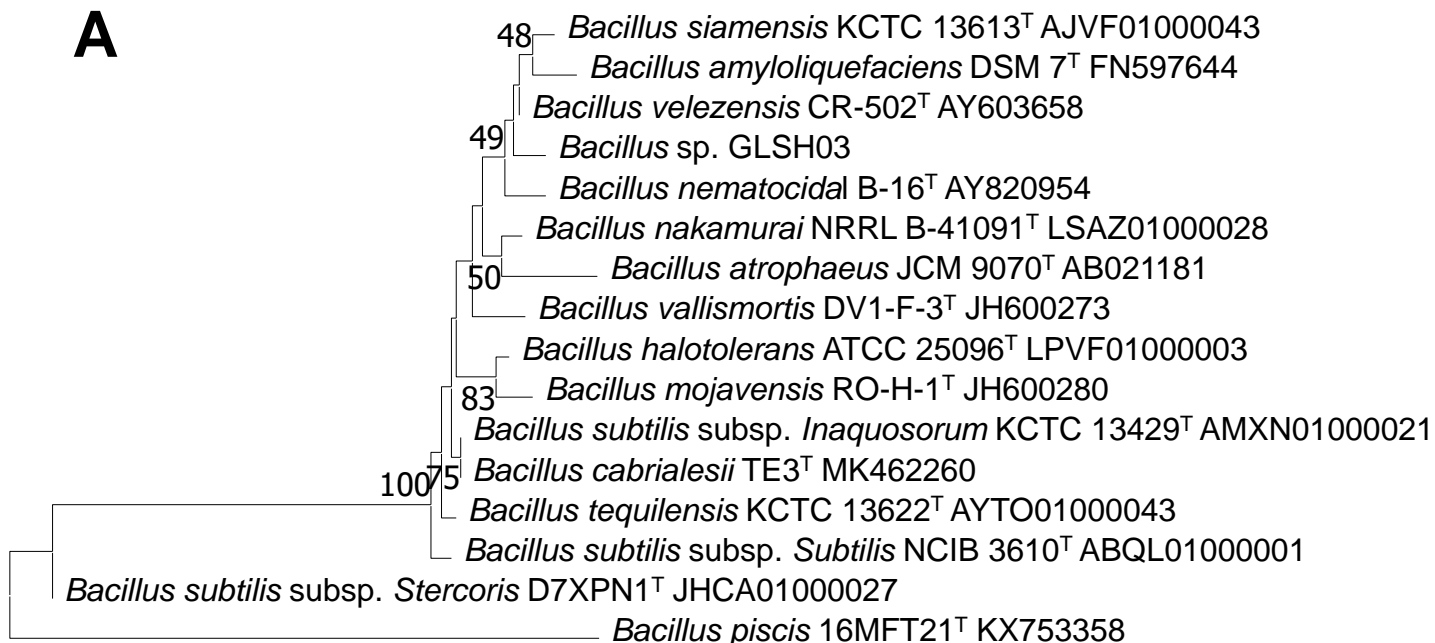 A
48
Bacillus siamensis KCTC 13613ᵀ AJVF01000043
Bacillus amyloliquefaciens DSM 7ᵀ FN597644
Bacillus velezensis CR-502ᵀ AY603658
49
Bacillus sp. GLSH03
Bacillus nematocidal B-16ᵀ AY820954
Bacillus nakamurai NRRL B-41091ᵀ LSAZ01000028
Bacillus atrophaeus JCM 9070ᵀ AB021181
50
Bacillus vallismortis DV1-F-3ᵀ JH600273
Bacillus halotolerans ATCC 25096ᵀ LPVF01000003
Bacillus mojavensis RO-H-1ᵀ JH600280
83
Bacillus subtilis subsp. Inaquosorum KCTC 13429ᵀ AMXN01000021
Bacillus cabrialesii TE3ᵀ MK462260
100
75
Bacillus tequilensis KCTC 13622ᵀ AYTO01000043
Bacillus subtilis subsp. Subtilis NCIB 3610ᵀ ABQL01000001
Bacillus subtilis subsp. Stercoris D7XPN1ᵀ JHCA01000027
Bacillus piscis 16MFT21ᵀ KX753358